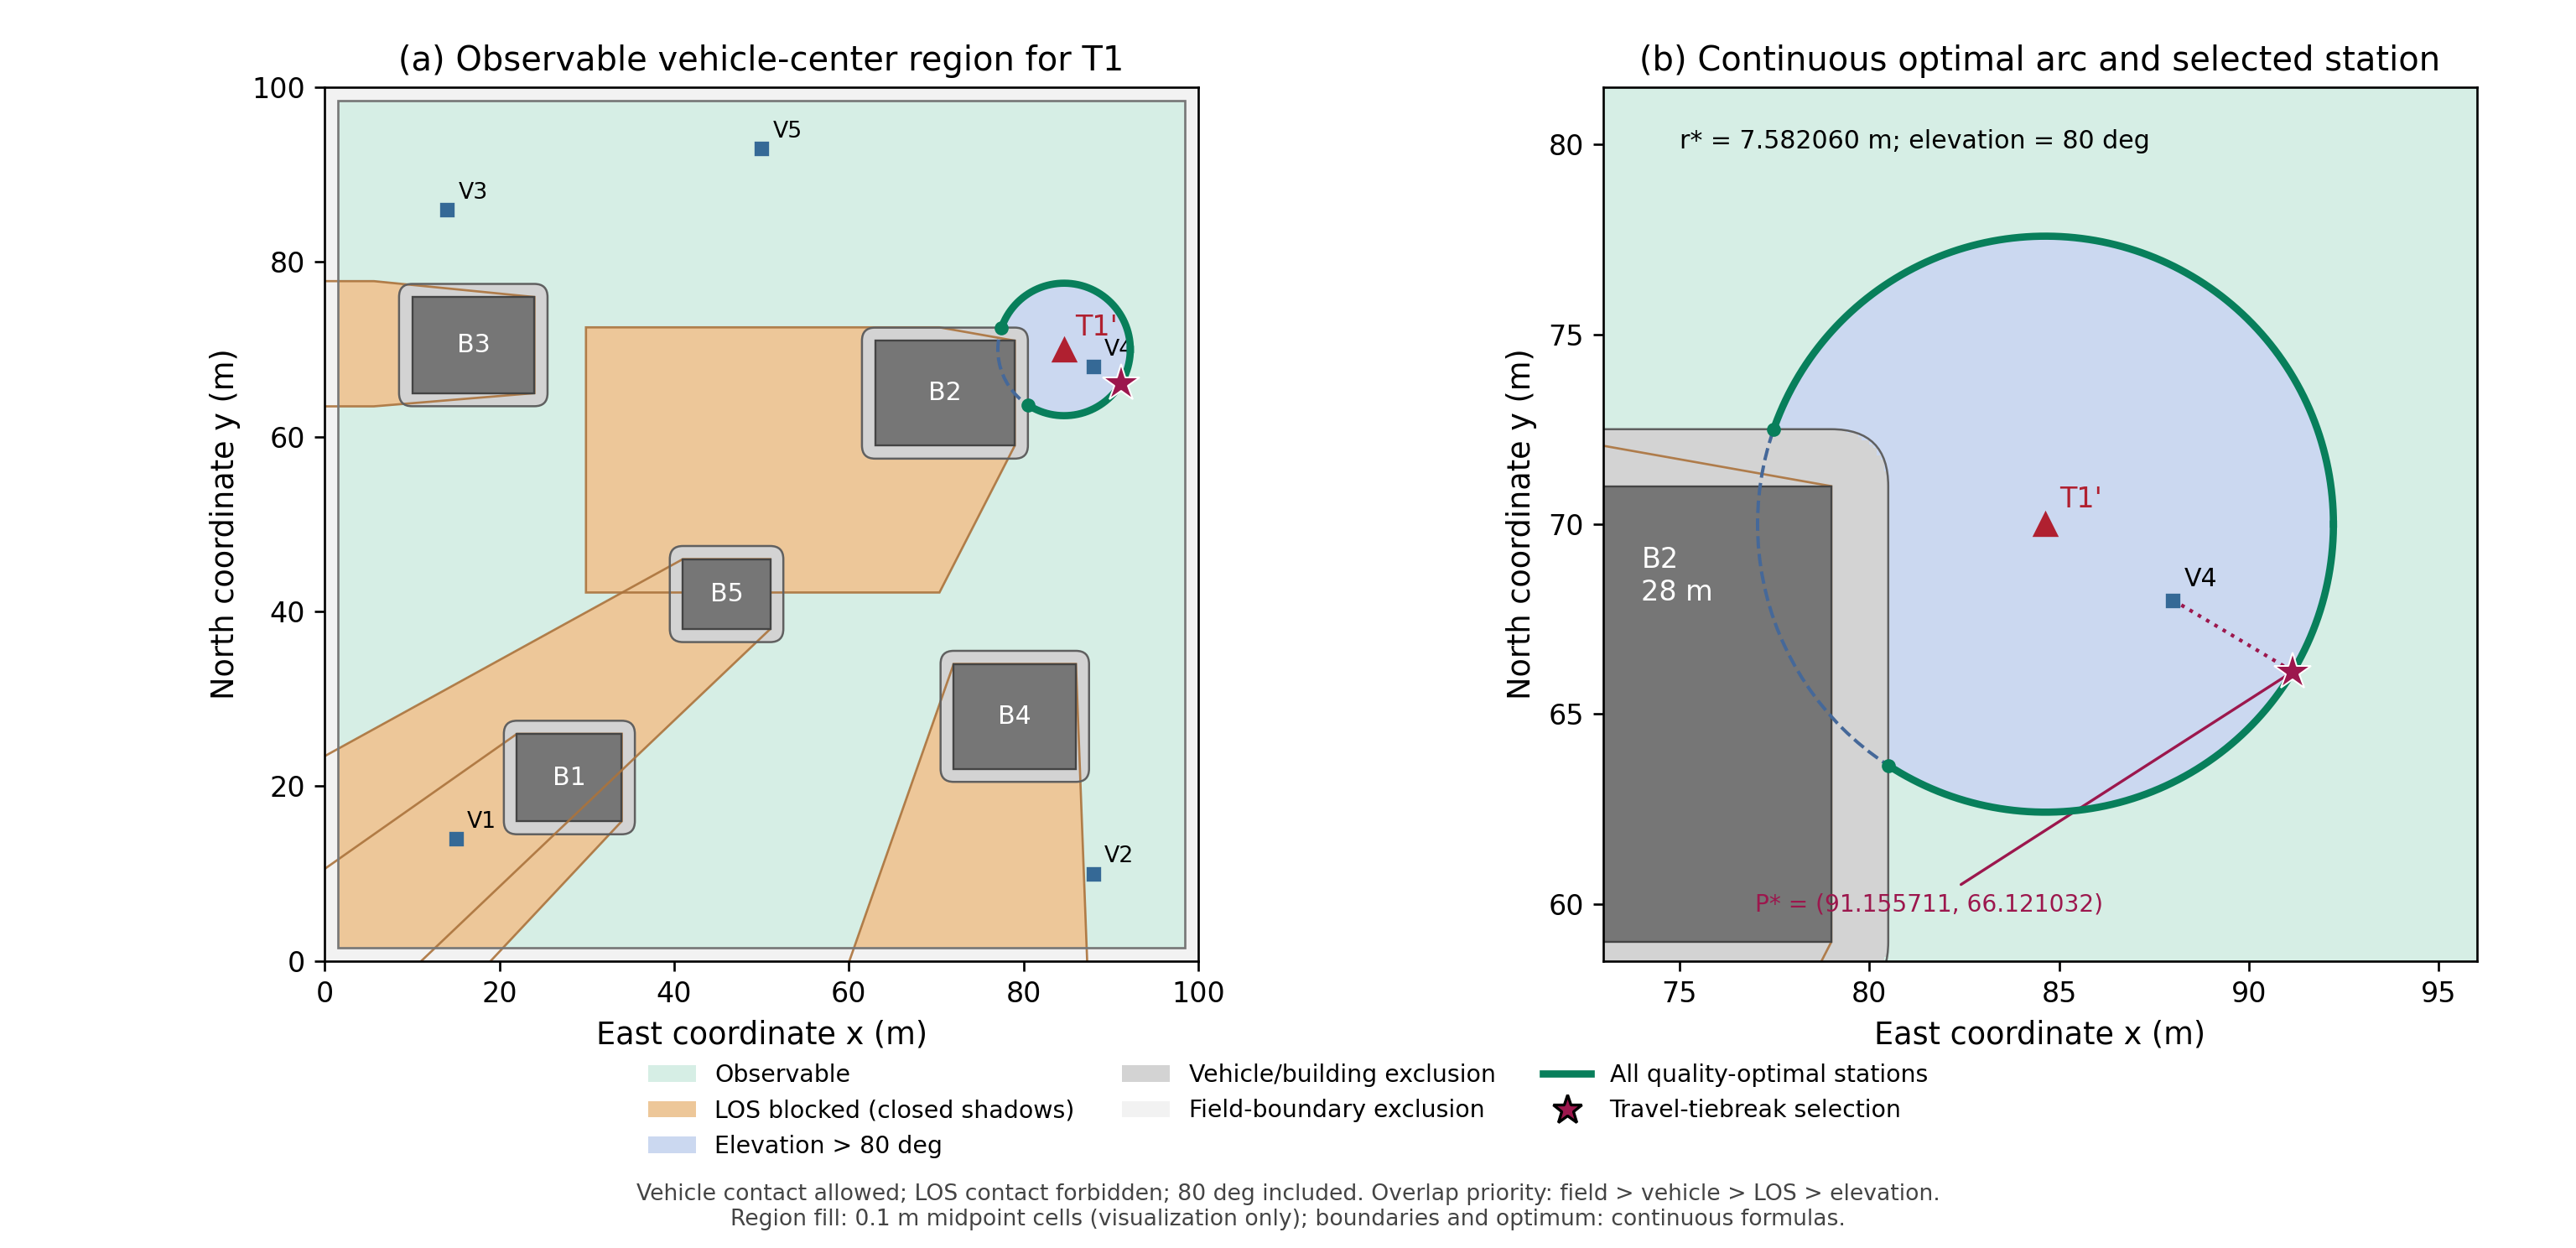 (a) Observable vehicle-center region for T1
100
80
60
40
20
0
0
20
40
60
80
100
North coordinate y (m)
East coordinate x (m)
V5
V3
B3
T1'
V4
B2
B5
B4
B1
V1
V2
(b) Continuous optimal arc and selected station
r* = 7.582060 m; elevation = 80 deg
80
75
70
65
60
75
80
85
90
95
North coordinate y (m)
East coordinate x (m)
T1'
B2
28 m
V4
P* = (91.155711, 66.121032)
Observable
LOS blocked (closed shadows)
Elevation > 80 deg
Vehicle/building exclusion
Field-boundary exclusion
All quality-optimal stations
Travel-tiebreak selection
Vehicle contact allowed; LOS contact forbidden; 80 deg included. Overlap priority: field > vehicle > LOS > elevation.
Region fill: 0.1 m midpoint cells (visualization only); boundaries and optimum: continuous formulas.